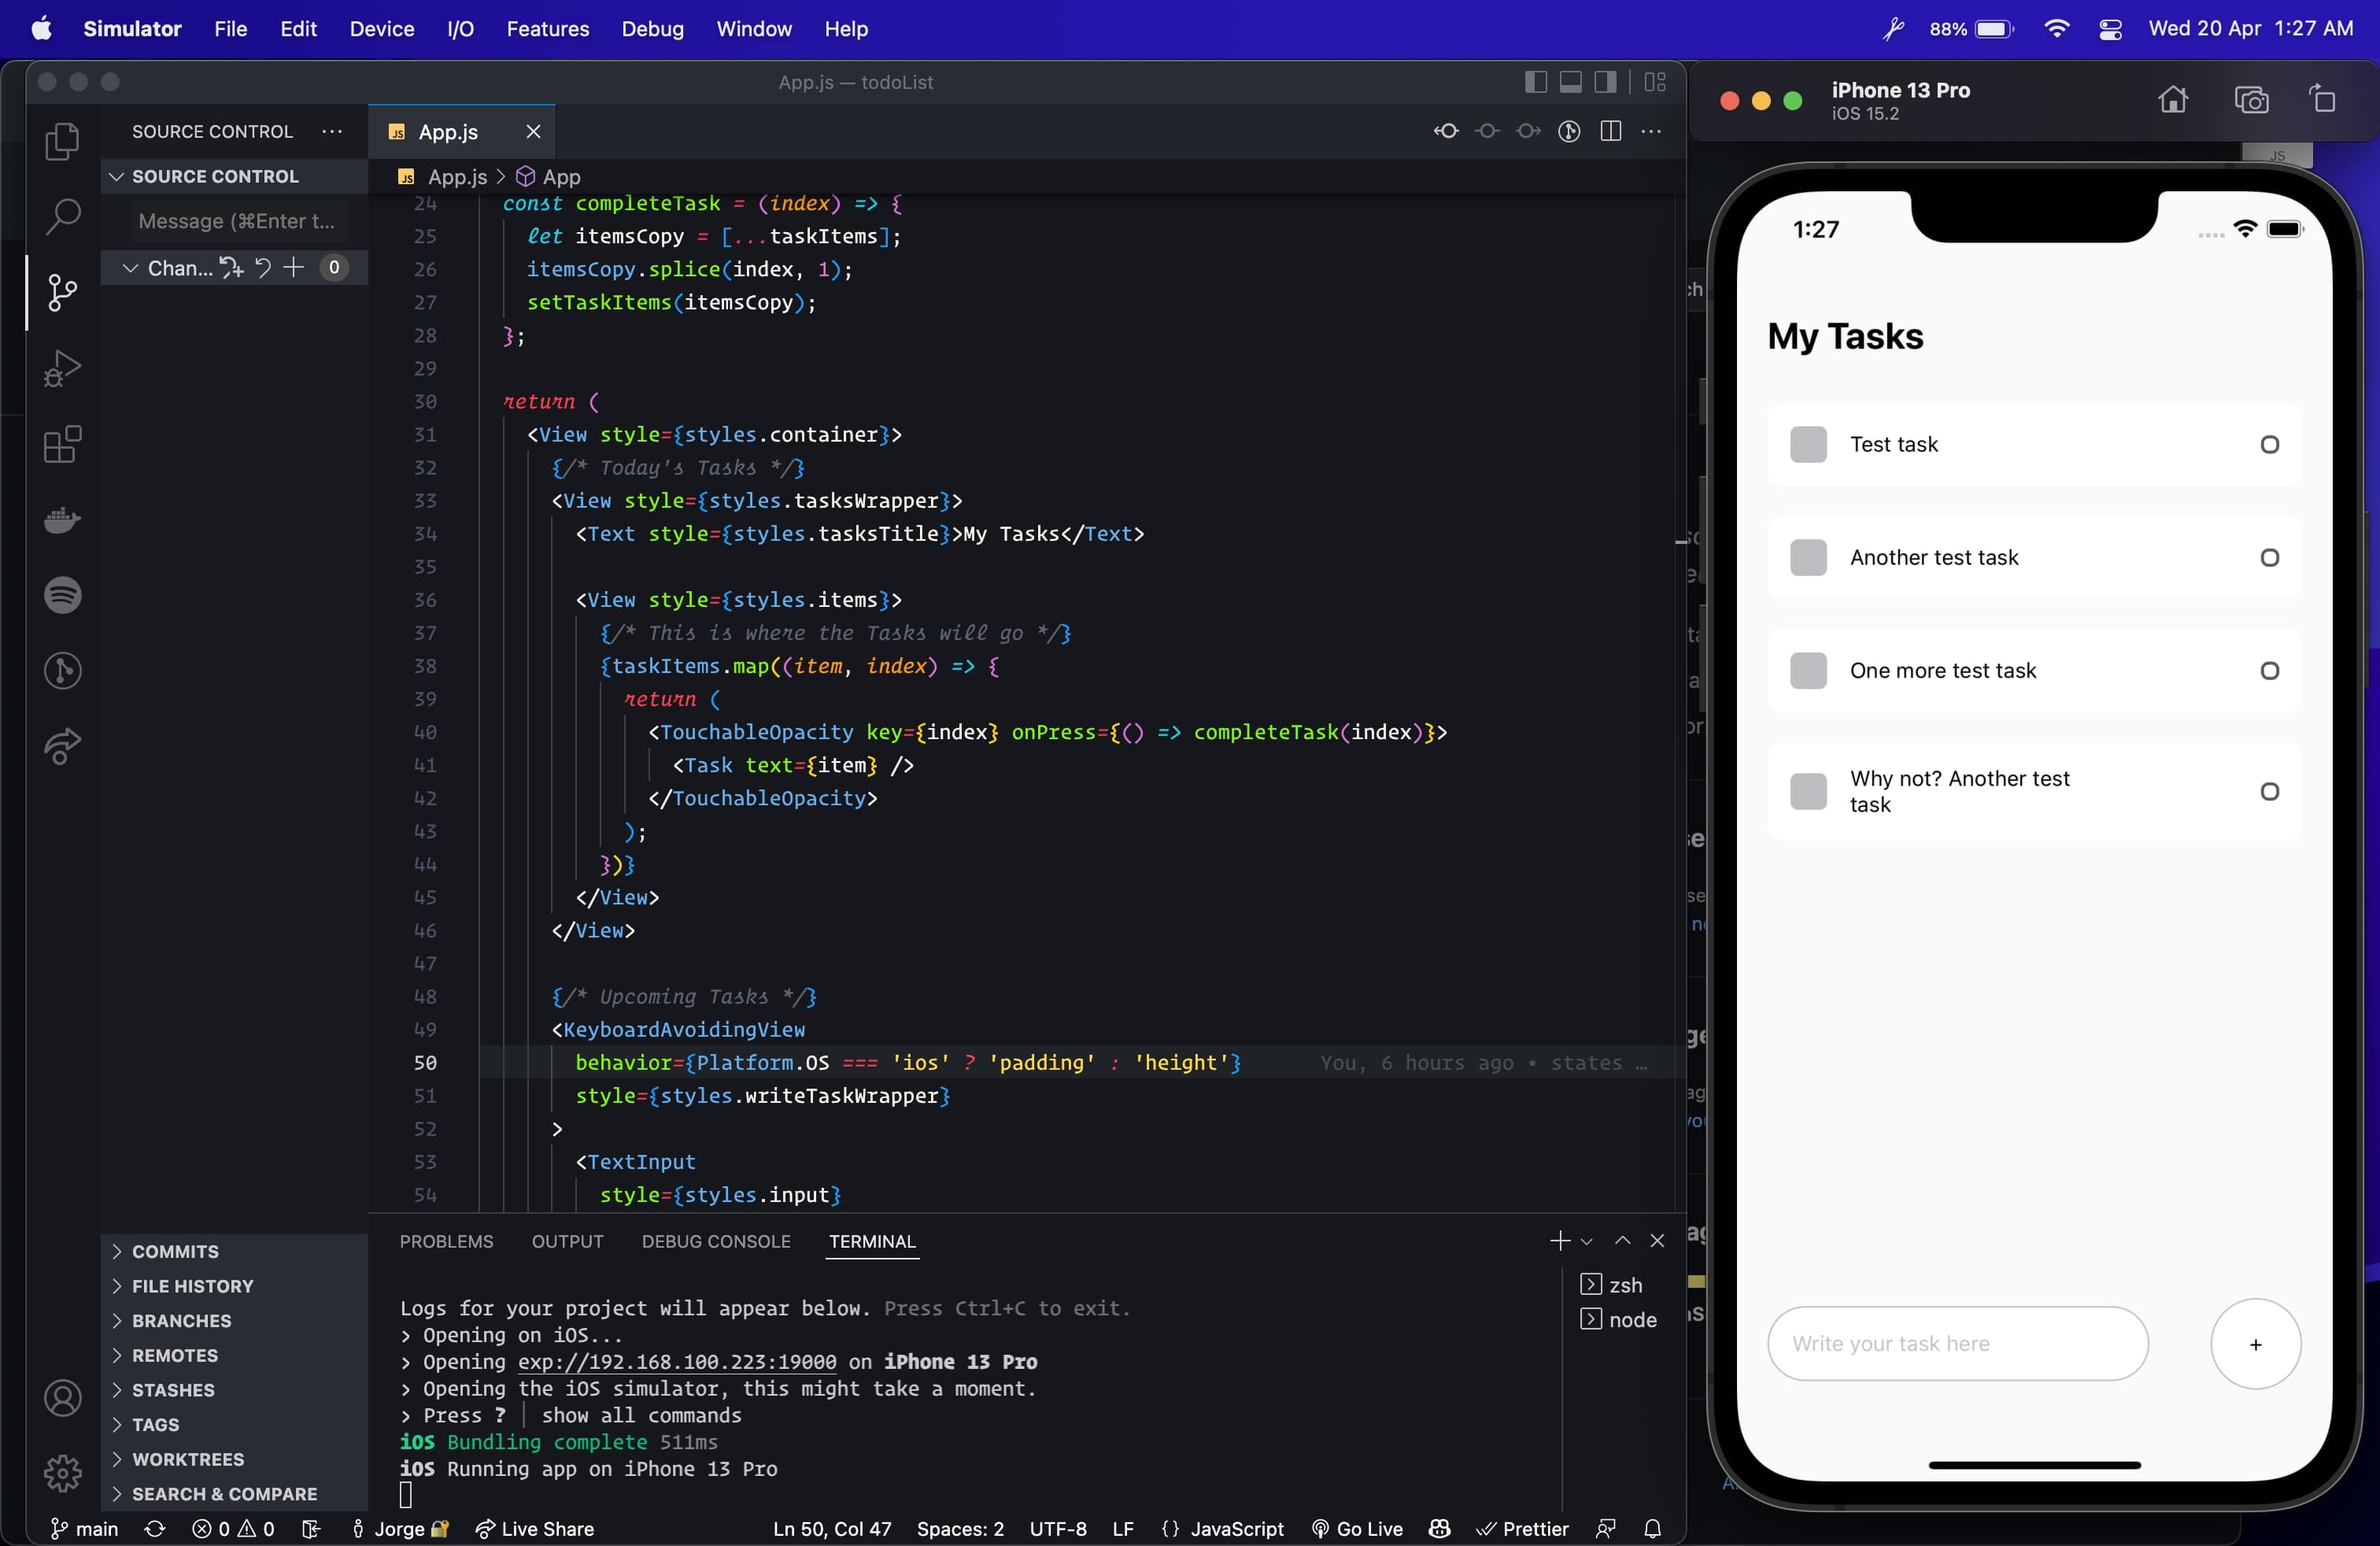 Simulator File Edit Device I/O Features Debug Window Help 88% Wed 20 Apr 1:27 AM
App.js — todoList
SOURCE CONTROL ...
SOURCE CONTROL
Message (⌘Enter t...
Chan... 0
JS App.js
JS App.js > App
24 const completeTask = (index) => {
25 let itemsCopy = [...taskItems];
26 itemsCopy.splice(index, 1);
27 setTaskItems(itemsCopy);
28 };
29
30 return (
31 <View style={styles.container}>
32 {/* Today's Tasks */}
33 <View style={styles.tasksWrapper}>
34 <Text style={styles.tasksTitle}>My Tasks</Text>
35
36 <View style={styles.items}>
37 {/* This is where the Tasks will go */}
38 {taskItems.map((item, index) => {
39 return (
40 <TouchableOpacity key={index} onPress={() => completeTask(index)}>
41 <Task text={item} />
42 </TouchableOpacity>
43 );
44 })}
45 </View>
46 </View>
47
48 {/* Upcoming Tasks */}
49 <KeyboardAvoidingView
50 behavior={Platform.OS === 'ios' ? 'padding' : 'height'} You, 6 hours ago • states …
51 style={styles.writeTaskWrapper}
52 >
53 <TextInput
54 style={styles.input}
COMMITS
FILE HISTORY
BRANCHES
REMOTES
STASHES
TAGS
WORKTREES
SEARCH & COMPARE
PROBLEMS OUTPUT DEBUG CONSOLE TERMINAL
Logs for your project will appear below. Press Ctrl+C to exit.
› Opening on iOS...
› Opening exp://192.168.100.223:19000 on iPhone 13 Pro
› Opening the iOS simulator, this might take a moment.
› Press ? │ show all commands
iOS Bundling complete 511ms
iOS Running app on iPhone 13 Pro
zsh
node
main 0 0 Jorge Live Share Ln 50, Col 47 Spaces: 2 UTF-8 LF {} JavaScript Go Live Prettier
iPhone 13 Pro
iOS 15.2
JS
1:27
My Tasks
Test task
Another test task
One more test task
Why not? Another test
task
Write your task here
+